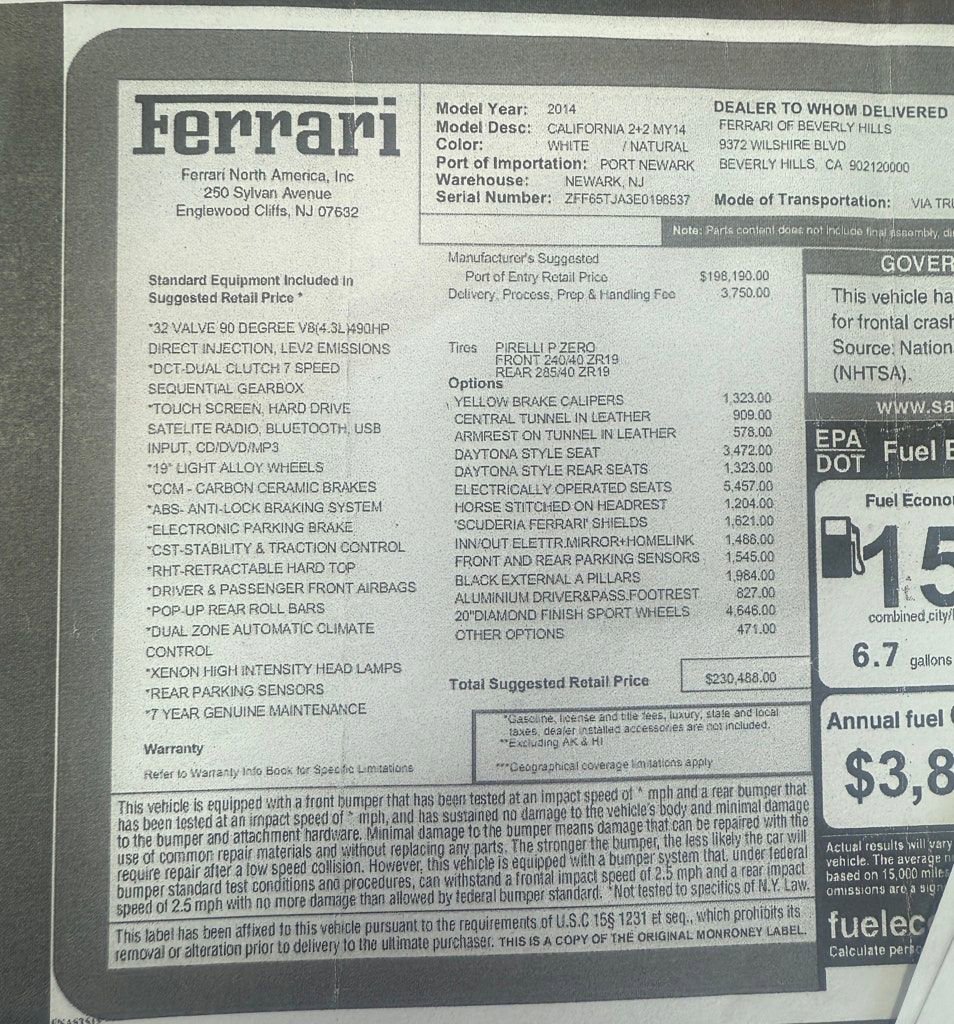 Ferrari
Ferrari North America, Inc
250 Sylvan Avenue
Englewood Cliffs, NJ 07632
Model Year: 2014
Model Desc: CALIFORNIA 2+2 MY14
Color: WHITE / NATURAL
Port of Importation: PORT NEWARK
Warehouse: NEWARK, NJ
Serial Number: ZFF65TJA3E0198537
DEALER TO WHOM DELIVERED
FERRARI OF BEVERLY HILLS
9372 WILSHIRE BLVD
BEVERLY HILLS, CA 902120000
Mode of Transportation: VIA TRU
Note: Parts content does not include final assembly, di
Standard Equipment Included in
Suggested Retail Price *
*32 VALVE 90 DEGREE V8(4.3L)490HP
DIRECT INJECTION, LEV2 EMISSIONS
*DCT-DUAL CLUTCH 7 SPEED
SEQUENTIAL GEARBOX
*TOUCH SCREEN, HARD DRIVE
SATELITE RADIO, BLUETOOTH, USB
INPUT, CD/DVD/MP3
*19" LIGHT ALLOY WHEELS
*CCM - CARBON CERAMIC BRAKES
*ABS- ANTI-LOCK BRAKING SYSTEM
*ELECTRONIC PARKING BRAKE
*CST-STABILITY & TRACTION CONTROL
*RHT-RETRACTABLE HARD TOP
*DRIVER & PASSENGER FRONT AIRBAGS
*POP-UP REAR ROLL BARS
*DUAL ZONE AUTOMATIC CLIMATE
CONTROL
*XENON HIGH INTENSITY HEAD LAMPS
*REAR PARKING SENSORS
*7 YEAR GENUINE MAINTENANCE
Warranty
Refer to Warranty Info Book for Specific Limitations
Manufacturer's Suggested
Port of Entry Retail Price $198,190.00
Delivery, Process, Prep & Handling Fee 3,750.00
Tires PIRELLI P ZERO
FRONT 240/40 ZR19
REAR 285/40 ZR19
Options
YELLOW BRAKE CALIPERS 1,323.00
CENTRAL TUNNEL IN LEATHER 909.00
ARMREST ON TUNNEL IN LEATHER 578.00
DAYTONA STYLE SEAT 3,472.00
DAYTONA STYLE REAR SEATS 1,323.00
ELECTRICALLY OPERATED SEATS 5,457.00
HORSE STITCHED ON HEADREST 1,204.00
'SCUDERIA FERRARI' SHIELDS 1,621.00
INN/OUT ELETTR.MIRROR+HOMELINK 1,488.00
FRONT AND REAR PARKING SENSORS 1,545.00
BLACK EXTERNAL A PILLARS 1,984.00
ALUMINIUM DRIVER&PASS.FOOTREST 827.00
20"DIAMOND FINISH SPORT WHEELS 4,646.00
OTHER OPTIONS 471.00
Total Suggested Retail Price $230,488.00
*Gasoline, license and title fees, luxury, state and local
taxes, dealer installed accessories are not included.
**Excluding AK & HI
***Geographical coverage limitations apply
This vehicle is equipped with a front bumper that has been tested at an impact speed of * mph and a rear bumper that
has been tested at an impact speed of * mph, and has sustained no damage to the vehicle's body and minimal damage
to the bumper and attachment hardware. Minimal damage to the bumper means damage that can be repaired with the
use of common repair materials and without replacing any parts. The stronger the bumper, the less likely the car will
require repair after a low speed collision. However, this vehicle is equipped with a bumper system that, under federal
bumper standard test conditions and procedures, can withstand a frontal impact speed of 2.5 mph and a rear impact
speed of 2.5 mph with no more damage than allowed by federal bumper standard. *Not tested to specifics of N.Y. Law.
This label has been affixed to this vehicle pursuant to the requirements of U.S.C 15§ 1231 et seq., which prohibits its
removal or alteration prior to delivery to the ultimate purchaser. THIS IS A COPY OF THE ORIGINAL MONRONEY LABEL.
GOVER
This vehicle ha
for frontal crash
Source: Nation
(NHTSA).
www.sa
EPA
DOT Fuel E
Fuel Econo
15
combined city/
6.7 gallons
Annual fuel
$3,8
Actual results will vary
vehicle. The average n
based on 15,000 miles
omissions are a sign
fuelec
Calculate pers